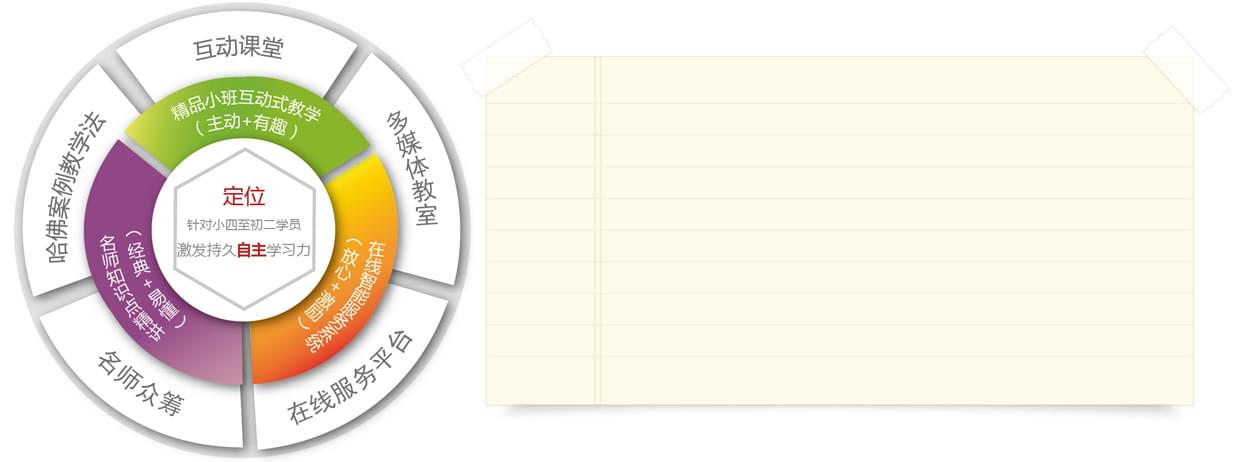 互动课堂
多媒体教室
在线服务平台
名师众筹
哈佛案例教学法
精品小班互动式教学
（主动+有趣）
在线智能服务系统
（放心+激励）
名师知识点精讲
（经典+易懂）
定位
针对小四至初二学员
激发持久自主学习力